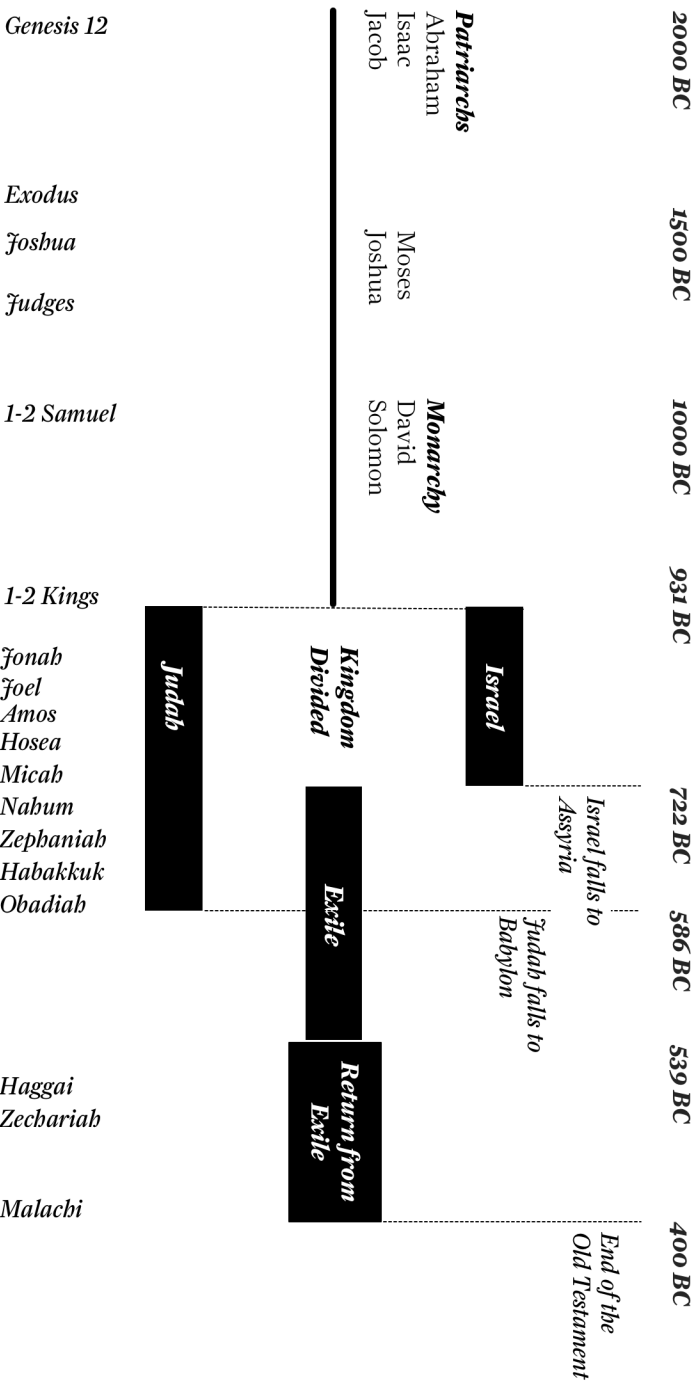 2000 BC
1500 BC
1000 BC
931 BC
722 BC
586 BC
539 BC
400 BC
Patriarchs
Abraham
Isaac
Jacob
Moses
Joshua
Monarchy
David
Solomon
Israel
Israel falls to
Assyria
Judah falls to
Babylon
End of the
Old Testament
Kingdom
Divided
Exile
Return from
Exile
Judah
Genesis 12
Exodus
Joshua
Judges
1-2 Samuel
1-2 Kings
Jonah
Joel
Amos
Hosea
Micah
Nahum
Zephaniah
Habakkuk
Obadiah
Haggai
Zechariah
Malachi